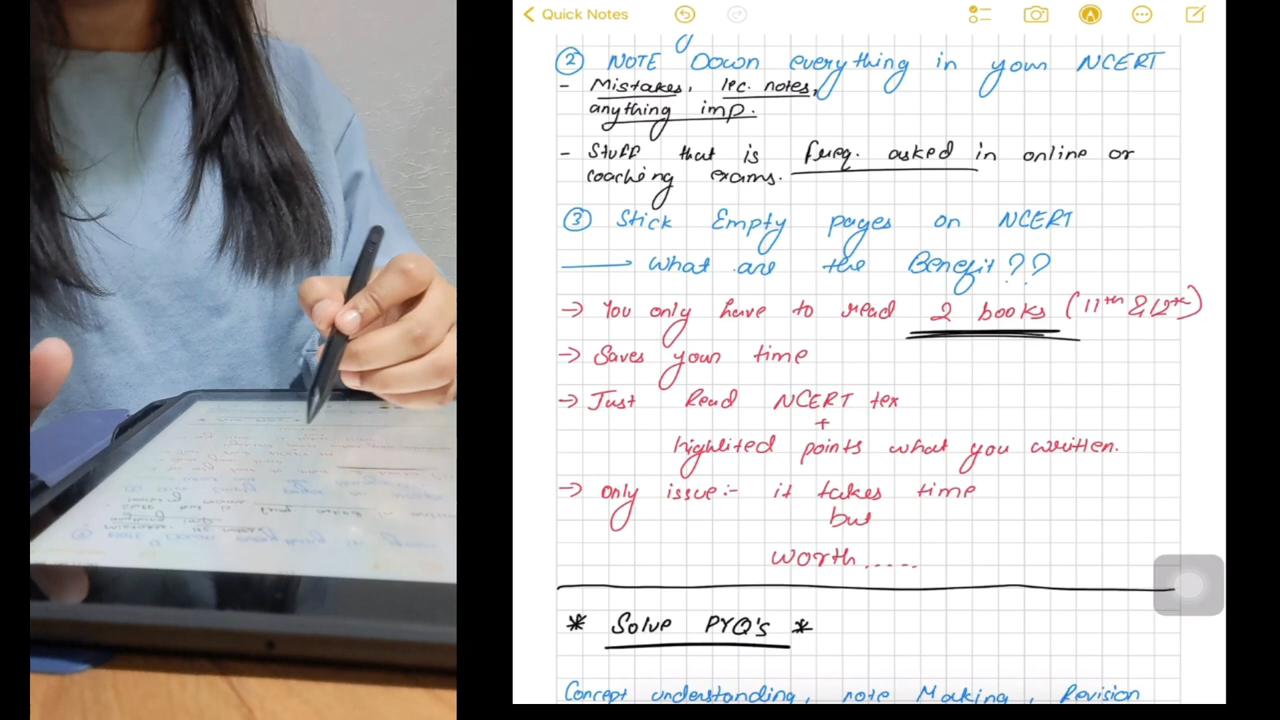 Quick Notes
② NOTE Down everything in your NCERT
- Mistakes, lec. notes,
anything imp.
- Stuff that is freq. asked in online or
coaching exams.
③ Stick Empty pages on NCERT
What are the Benefit??
→ You only have to read 2 books (11th & 12th)
→ Saves your time
→ Just Read NCERT tex
+
highlited points what you written.
→ only issue:- it takes time
but
worth.....
* Solve PYQ's *
Concept understanding, note Making, Revision